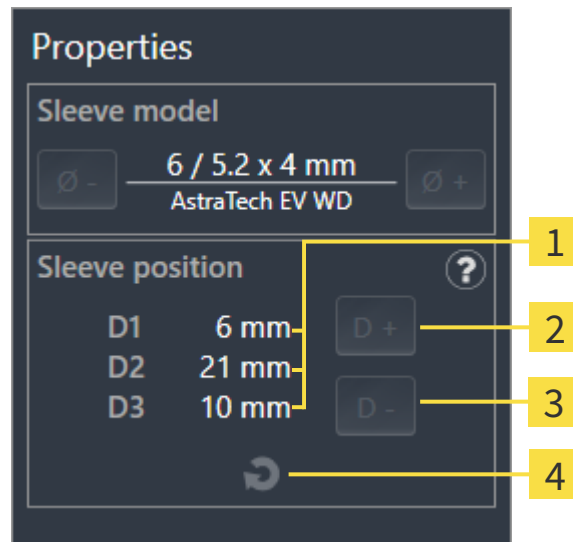 Properties
Sleeve model
Ø - 6 / 5.2 x 4 mm Ø +
AstraTech EV WD
1
Sleeve position ?
D1 6 mm D + 2
D2 21 mm
D3 10 mm D - 3
4